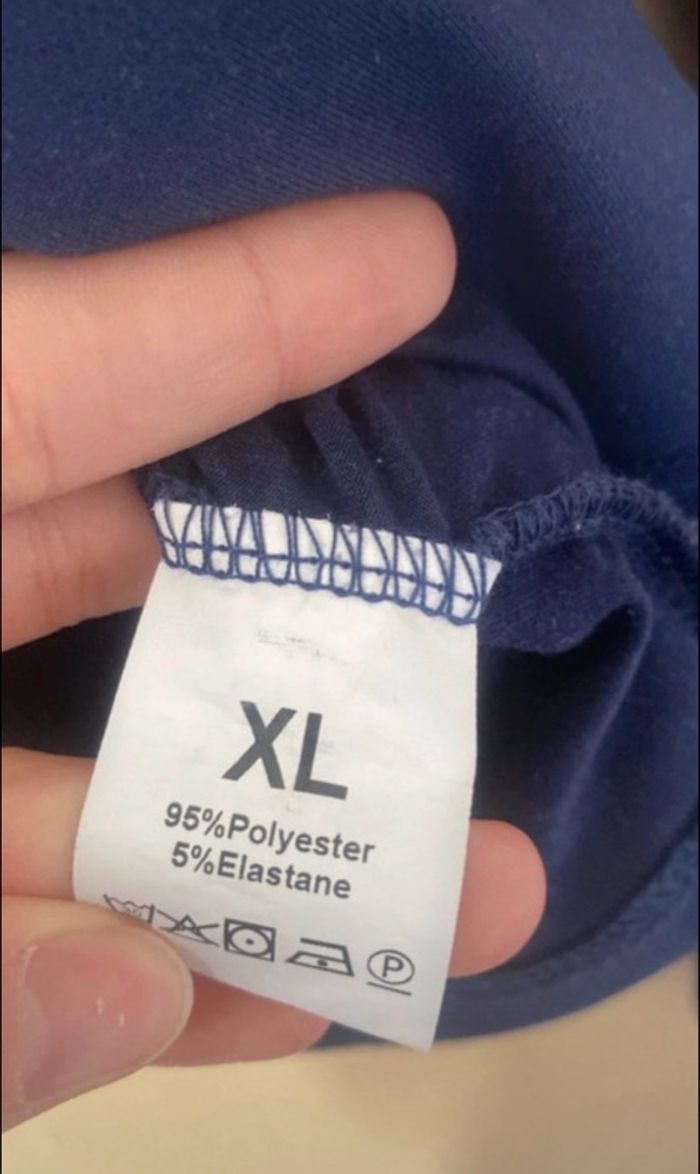 XL
95%Polyester
5%Elastane
P